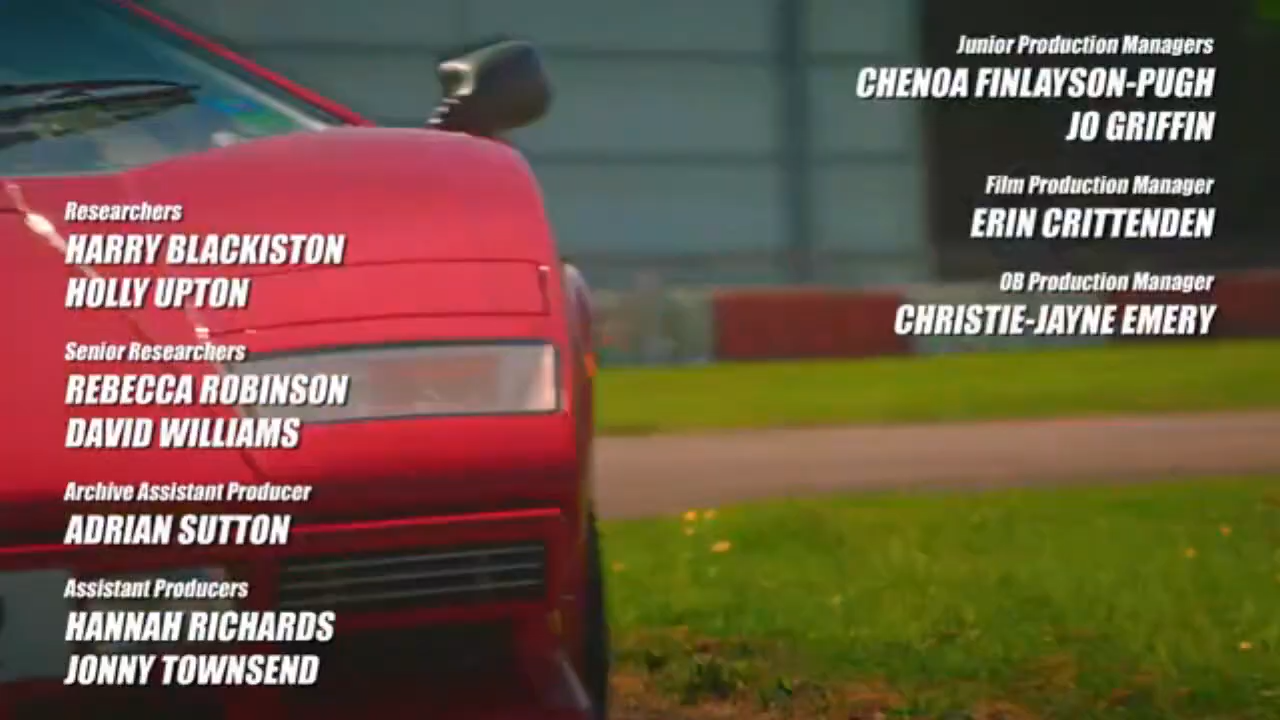 Researchers
HARRY BLACKISTON
HOLLY UPTON
Senior Researchers
REBECCA ROBINSON
DAVID WILLIAMS
Archive Assistant Producer
ADRIAN SUTTON
Assistant Producers
HANNAH RICHARDS
JONNY TOWNSEND
Junior Production Managers
CHENOA FINLAYSON-PUGH
JO GRIFFIN
Film Production Manager
ERIN CRITTENDEN
OB Production Manager
CHRISTIE-JAYNE EMERY